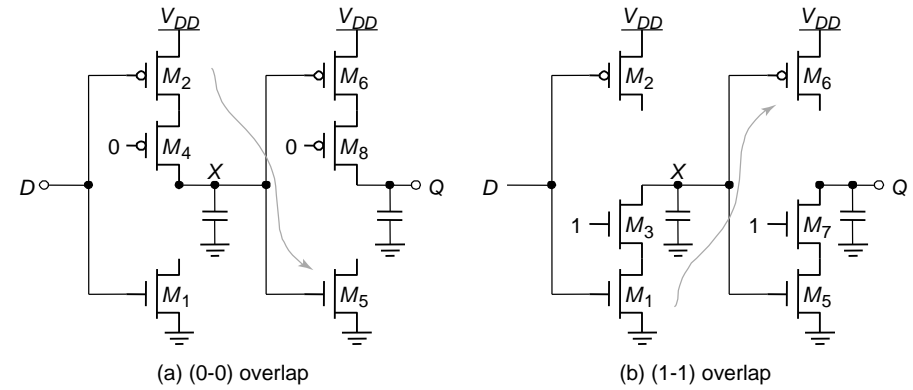 V_DD V_DD V_DD V_DD
M_2 M_6 M_2 M_6
0 M_4 0 M_8
X X
D Q D Q
1 M_3 1 M_7
M_1 M_5 M_1 M_5
(a) (0-0) overlap (b) (1-1) overlap